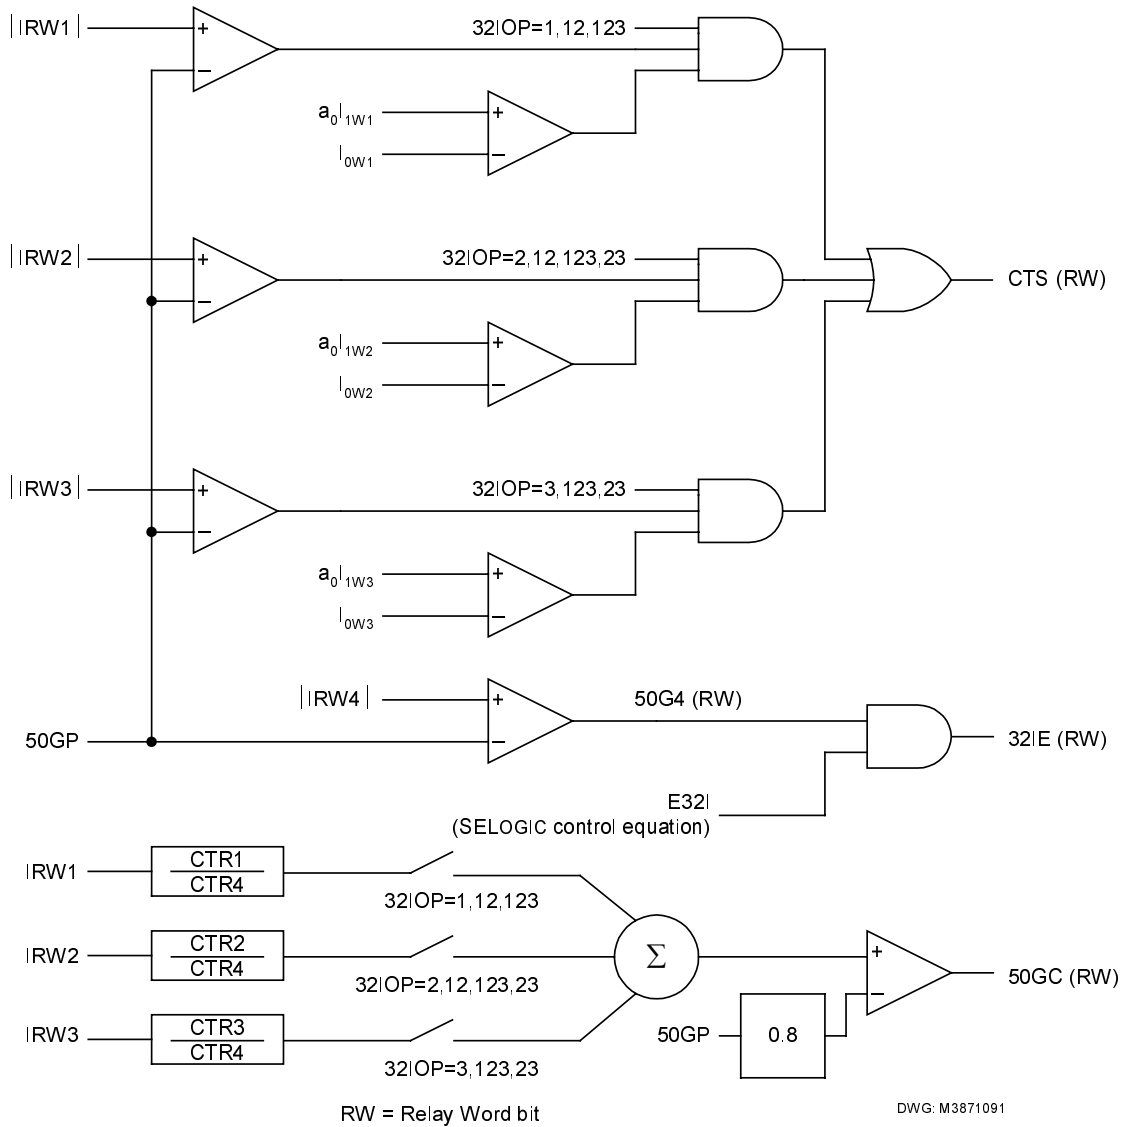 |IRW1|
+
−
32IOP=1,12,123
a0I1W1
+
I0W1
−
|IRW2|
+
−
32IOP=2,12,123,23
a0I1W2
+
I0W2
−
CTS (RW)
|IRW3|
+
−
32IOP=3,123,23
a0I1W3
+
I0W3
−
|IRW4|
+
50G4 (RW)
50GP
−
32IE (RW)
E32I
(SELOGIC control equation)
IRW1
CTR1
CTR4
32IOP=1,12,123
IRW2
CTR2
CTR4
32IOP=2,12,123,23
Σ
+
−
50GC (RW)
IRW3
CTR3
CTR4
32IOP=3,123,23
50GP
0.8
RW = Relay Word bit
DWG: M3871091